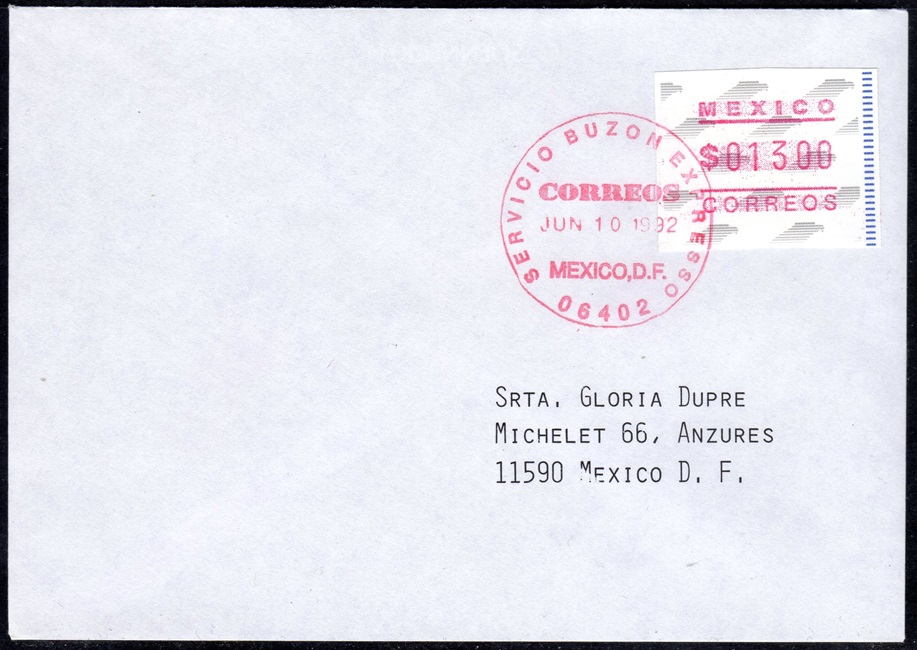 MEXICO
$01300
CORREOS
SERVICIO BUZON EXPRESSO
CORREOS
JUN 10 1992
MEXICO, D.F.
06402
SRTA. GLORIA DUPRE
MICHELET 66, ANZURES
11590 MEXICO D. F.